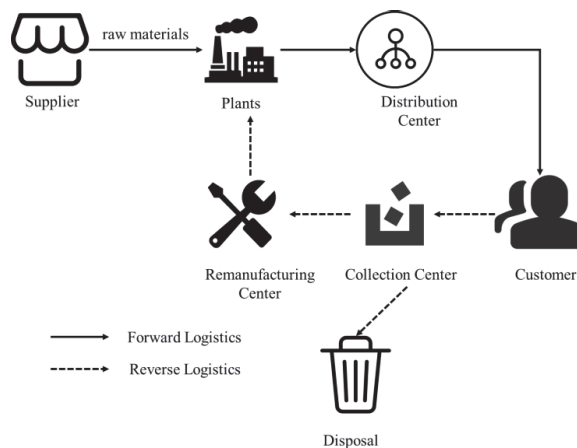 raw materials
Supplier
Plants
Distribution
Center
Remanufacturing
Center
Collection Center
Customer
Forward Logistics
Reverse Logistics
Disposal